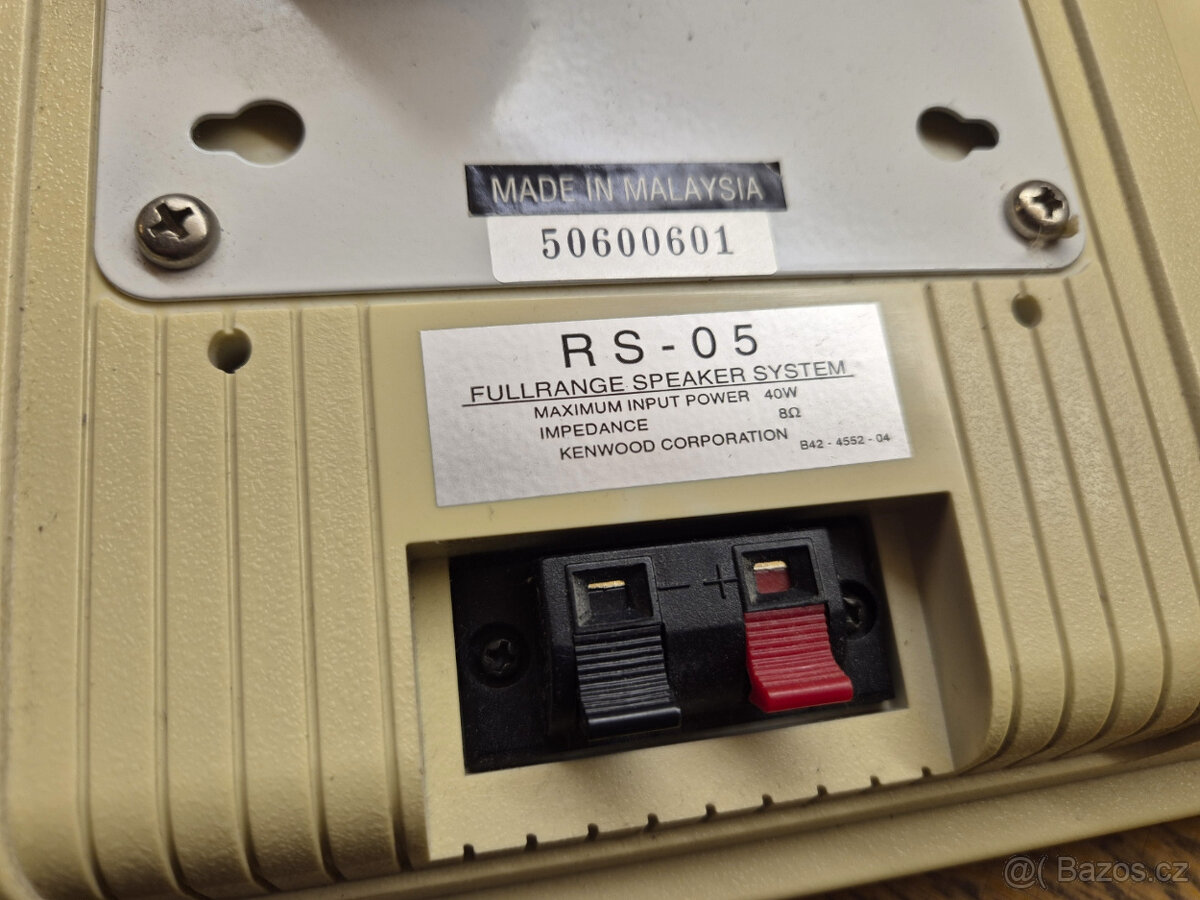 MADE IN MALAYSIA
50600601
RS-05
FULLRANGE SPEAKER SYSTEM
MAXIMUM INPUT POWER 40W
IMPEDANCE 8Ω
KENWOOD CORPORATION B42-4552-04
- +
@( Bazos.cz